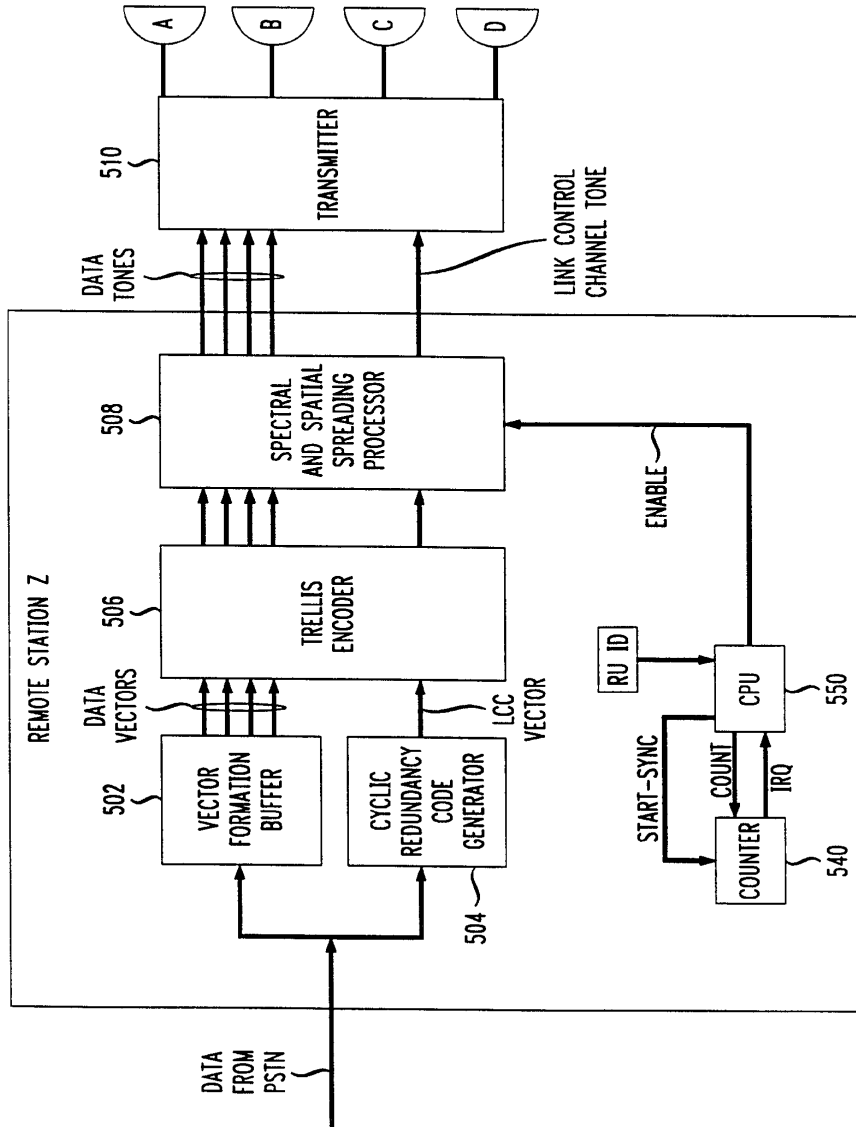 REMOTE STATION Z
DATA
FROM
PSTN
502
VECTOR
FORMATION
BUFFER
CYCLIC
REDUNDANCY
CODE
GENERATOR
504
DATA
VECTORS
LCC
VECTOR
506
TRELLIS
ENCODER
508
SPECTRAL
AND SPATIAL
SPREADING
PROCESSOR
DATA
TONES
LINK CONTROL
CHANNEL TONE
510
TRANSMITTER
A
B
C
D
START-SYNC
COUNT
IRQ
COUNTER
540
RU ID
CPU
550
ENABLE